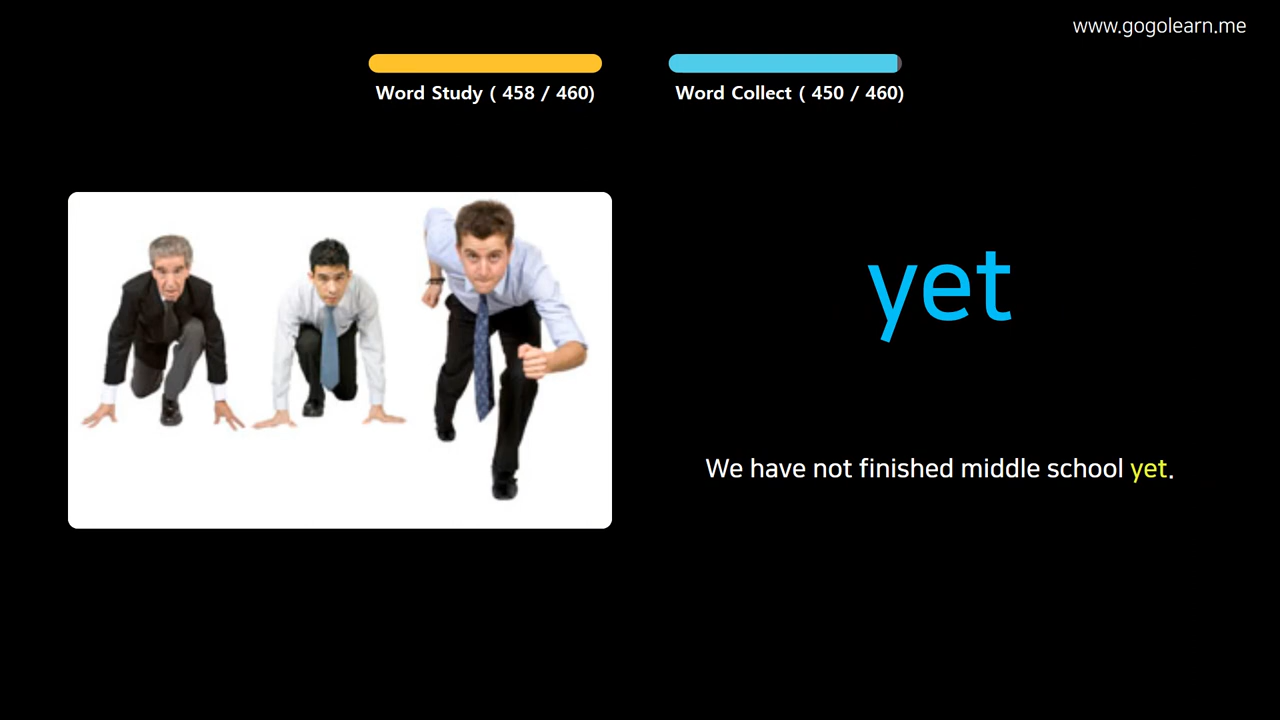 www.gogolearn.me
Word Study ( 458 / 460)
Word Collect ( 450 / 460)
yet
We have not finished middle school yet.